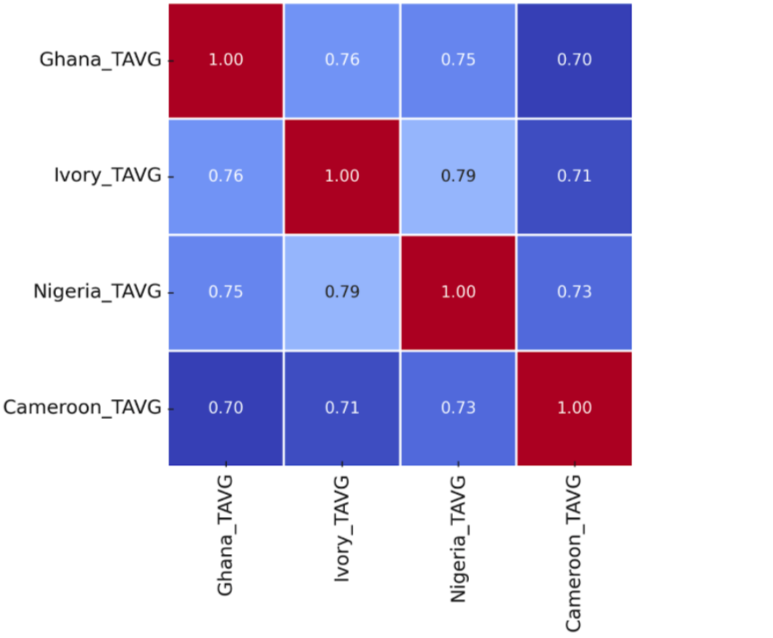 Ghana_TAVG 1.00 0.76 0.75 0.70
Ivory_TAVG 0.76 1.00 0.79 0.71
Nigeria_TAVG 0.75 0.79 1.00 0.73
Cameroon_TAVG 0.70 0.71 0.73 1.00
Ghana_TAVG
Ivory_TAVG
Nigeria_TAVG
Cameroon_TAVG